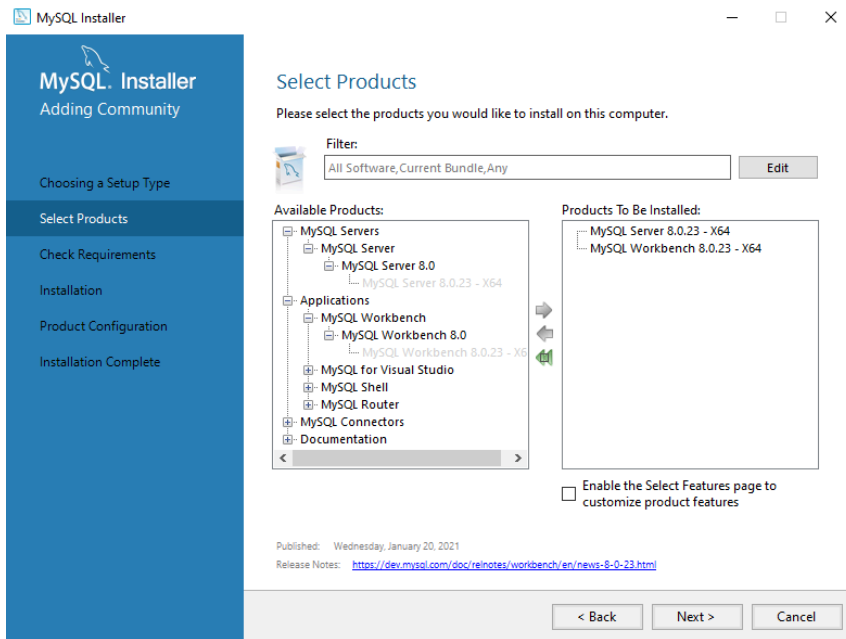 MySQL Installer
MySQL. Installer
Adding Community
Choosing a Setup Type
Select Products
Check Requirements
Installation
Product Configuration
Installation Complete
Select Products
Please select the products you would like to install on this computer.
Filter:
All Software,Current Bundle,Any
Edit
Available Products:
MySQL Servers
MySQL Server
MySQL Server 8.0
MySQL Server 8.0.23 - X64
Applications
MySQL Workbench
MySQL Workbench 8.0
MySQL Workbench 8.0.23 - X6
MySQL for Visual Studio
MySQL Shell
MySQL Router
MySQL Connectors
Documentation
Products To Be Installed:
MySQL Server 8.0.23 - X64
MySQL Workbench 8.0.23 - X64
Enable the Select Features page to
customize product features
Published: Wednesday, January 20, 2021
Release Notes: https://dev.mysql.com/doc/relnotes/workbench/en/news-8-0-23.html
< Back
Next >
Cancel